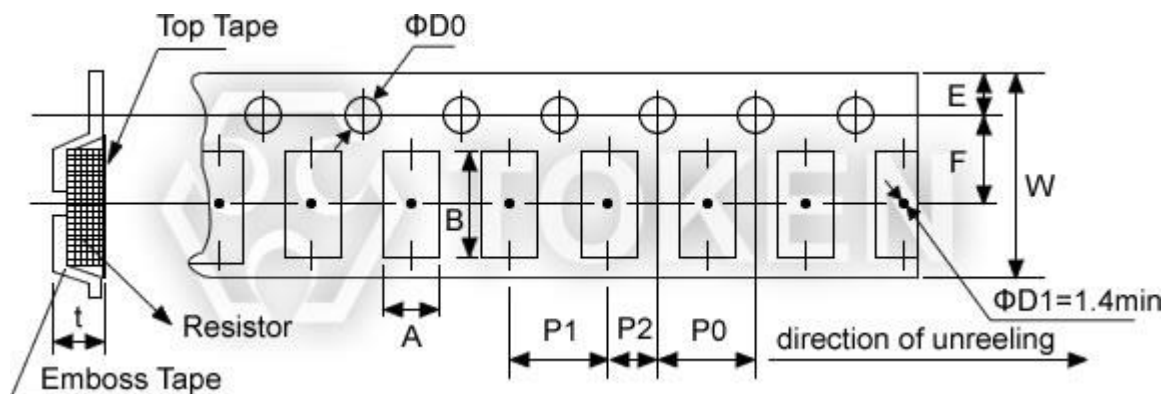 Top Tape
ΦD0
E
F
W
B
ΦD1=1.4min
t
Resistor
A
P1
P2
P0
direction of unreeling
Emboss Tape
TOKEN